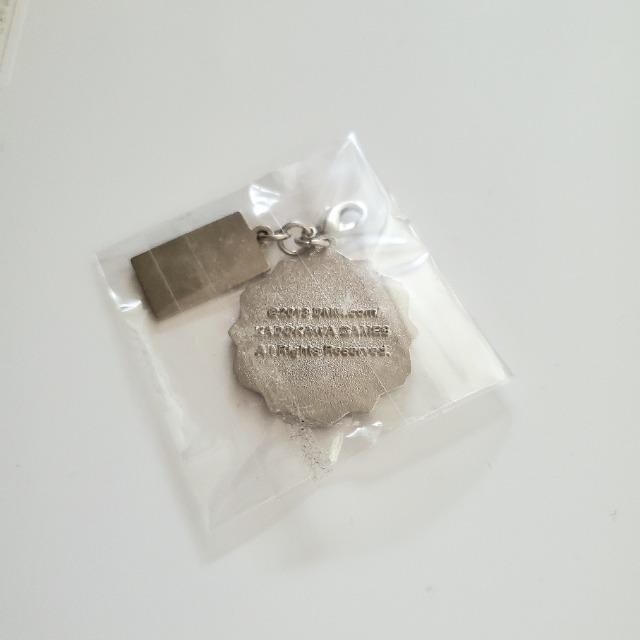 ©2013 DMM.com
KADOKAWA GAMES
All Rights Reserved.